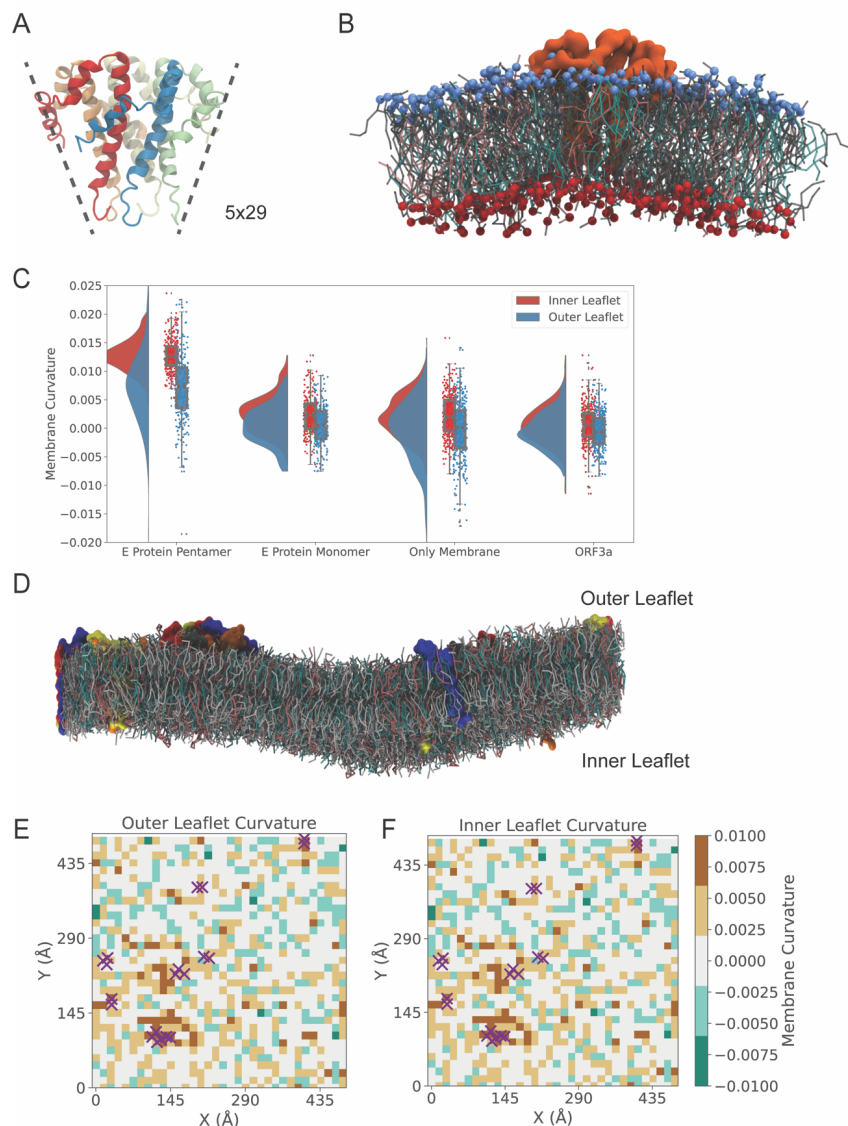 A
5x29
B
C
Membrane Curvature
0.025
0.020
0.015
0.010
0.005
0.000
−0.005
−0.010
−0.015
−0.020
Inner Leaflet
Outer Leaflet
E Protein Pentamer
E Protein Monomer
Only Membrane
ORF3a
D
Outer Leaflet
Inner Leaflet
E
Outer Leaflet Curvature
Y (Å)
435
290
145
0
0
145
290
435
X (Å)
F
Inner Leaflet Curvature
Y (Å)
435
290
145
0
0
145
290
435
X (Å)
0.0100
0.0075
0.0050
0.0025
0.0000
−0.0025
−0.0050
−0.0075
−0.0100
Membrane Curvature